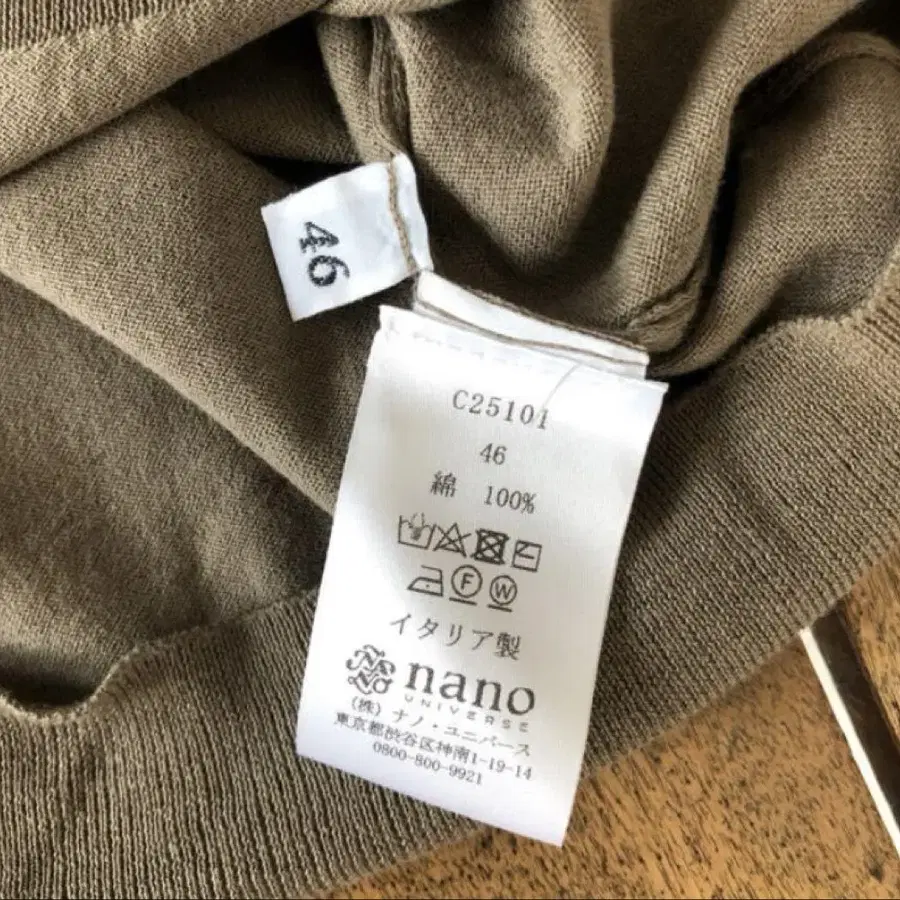 46
C25101
46
綿 100%
F W
イタリア製
nano
UNIVERSE
(株) ナノ・ユニバース
東京都渋谷区神南1-19-14
0800-800-9921